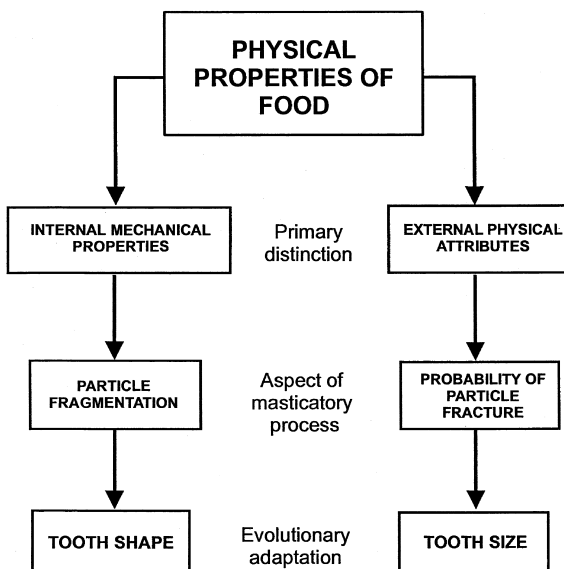 PHYSICAL
PROPERTIES OF
FOOD
INTERNAL MECHANICAL
PROPERTIES
Primary
distinction
EXTERNAL PHYSICAL
ATTRIBUTES
PARTICLE
FRAGMENTATION
Aspect of
masticatory
process
PROBABILITY OF
PARTICLE
FRACTURE
TOOTH SHAPE
Evolutionary
adaptation
TOOTH SIZE